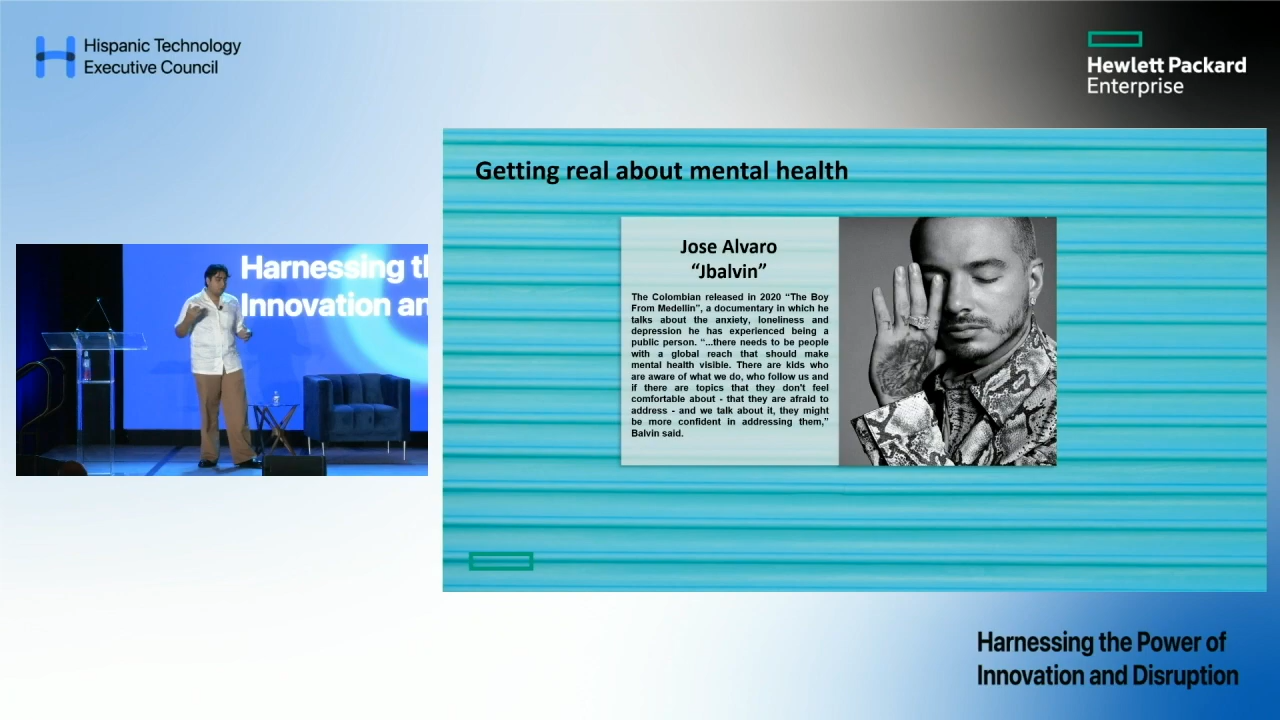 Hispanic Technology
Executive Council
Hewlett Packard
Enterprise
Getting real about mental health
Jose Alvaro
“Jbalvin”
The Colombian released in 2020 “The Boy
From Medellin”, a documentary in which he
talks about the anxiety, loneliness and
depression he has experienced being a
public person. “...there needs to be people
with a global reach that should make
mental health visible. There are kids who
are aware of what we do, who follow us and
if there are topics that they don't feel
comfortable about - that they are afraid to
address - and we talk about it, they might
be more confident in addressing them,”
Balvin said.
Harnessing t
Innovation an
Harnessing the Power of
Innovation and Disruption